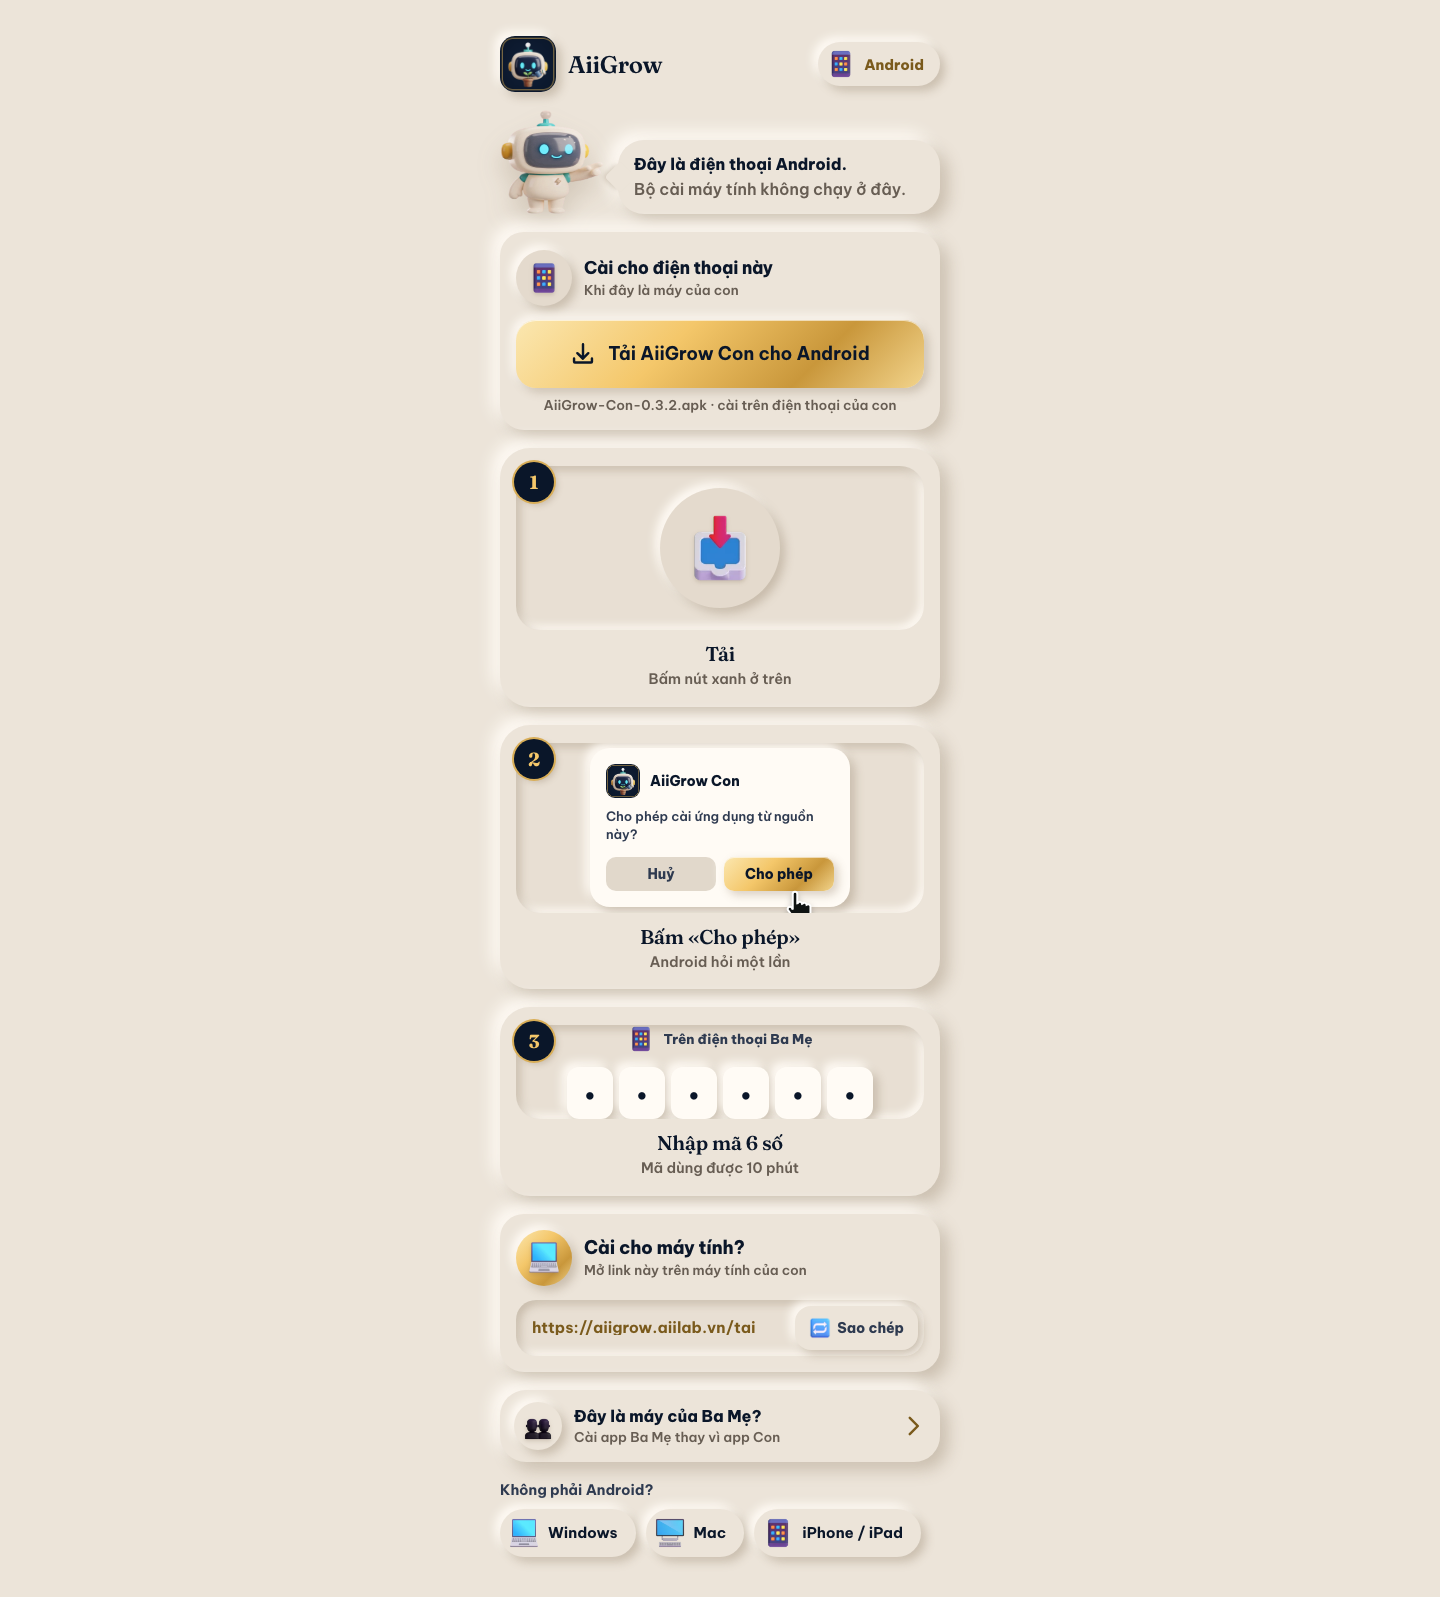 AiiGrow
Android
Đây là điện thoại Android.
Bộ cài máy tính không chạy ở đây.
Cài cho điện thoại này
Khi đây là máy của con
Tải AiiGrow Con cho Android
AiiGrow-Con-0.3.2.apk · cài trên điện thoại của con
1
Tải
Bấm nút xanh ở trên
2
AiiGrow Con
Cho phép cài ứng dụng từ nguồn
này?
Huỷ
Cho phép
Bấm «Cho phép»
Android hỏi một lần
3
Trên điện thoại Ba Mẹ
• • • • • •
Nhập mã 6 số
Mã dùng được 10 phút
Cài cho máy tính?
Mở link này trên máy tính của con
https://aiigrow.aiilab.vn/tai
Sao chép
Đây là máy của Ba Mẹ?
Cài app Ba Mẹ thay vì app Con
Không phải Android?
Windows
Mac
iPhone / iPad